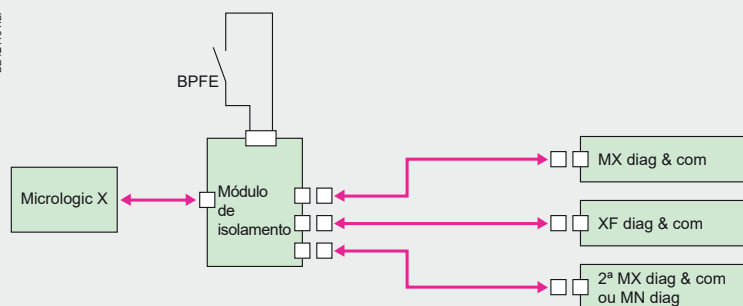 BPFE
MX diag & com
Micrologic X
Módulo
de
isolamento
XF diag & com
2ª MX diag & com
ou MN diag